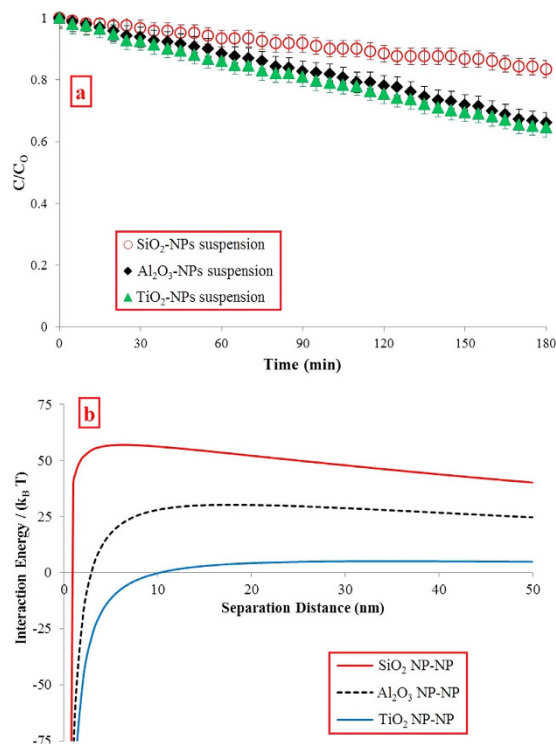 a
1
0.8
0.6
0.4
0.2
0
C/C_O
SiO₂-NPs suspension
Al₂O₃-NPs suspension
TiO₂-NPs suspension
0 30 60 90 120 150 180
Time (min)
b
75
50
25
0
-25
-50
-75
Interaction Energy / (k_B T)
0 10 20 30 40 50
Separation Distance (nm)
SiO₂ NP-NP
Al₂O₃ NP-NP
TiO₂ NP-NP